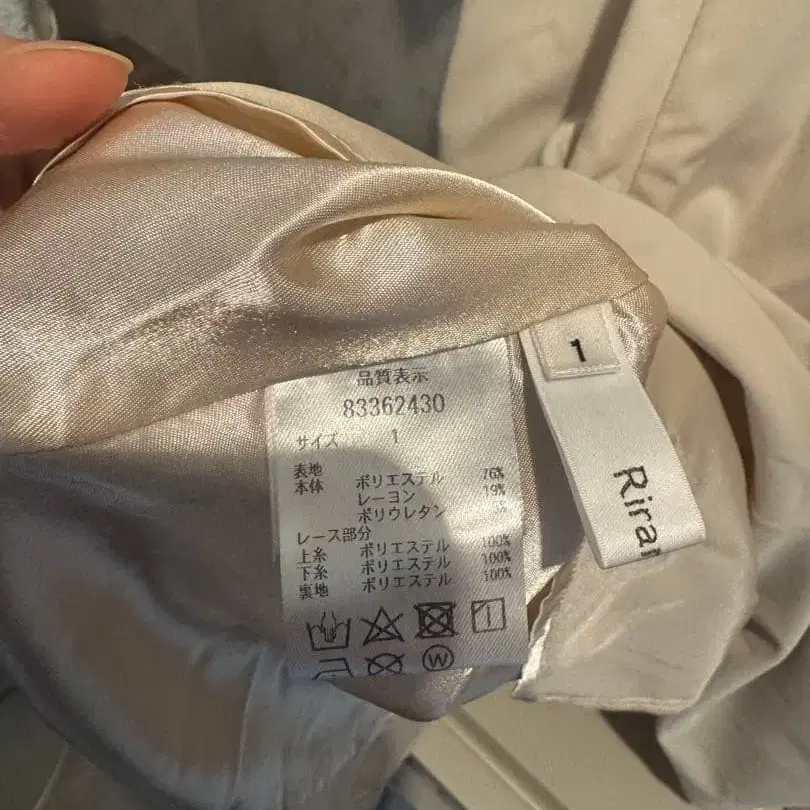 品質表示
83362430
サイズ 1
表地
本体 ポリエステル 76%
レーヨン 19%
ポリウレタン
レース部分
上糸 ポリエステル 100%
下糸 ポリエステル 100%
裏地 ポリエステル 100%
W
1
Rirar